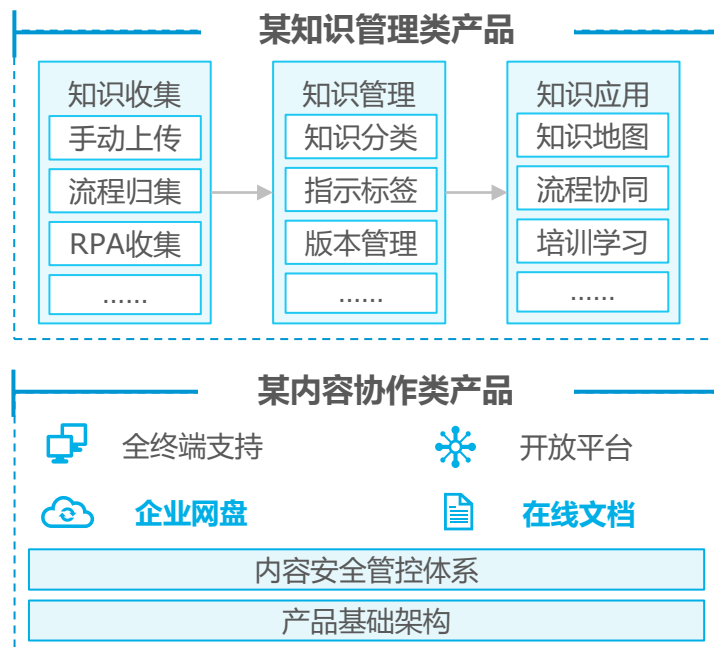 某知识管理类产品
知识收集
手动上传
流程归集
RPA收集
……
知识管理
知识分类
指示标签
版本管理
……
知识应用
知识地图
流程协同
培训学习
……
某内容协作类产品
全终端支持
开放平台
企业网盘
在线文档
内容安全管控体系
产品基础架构